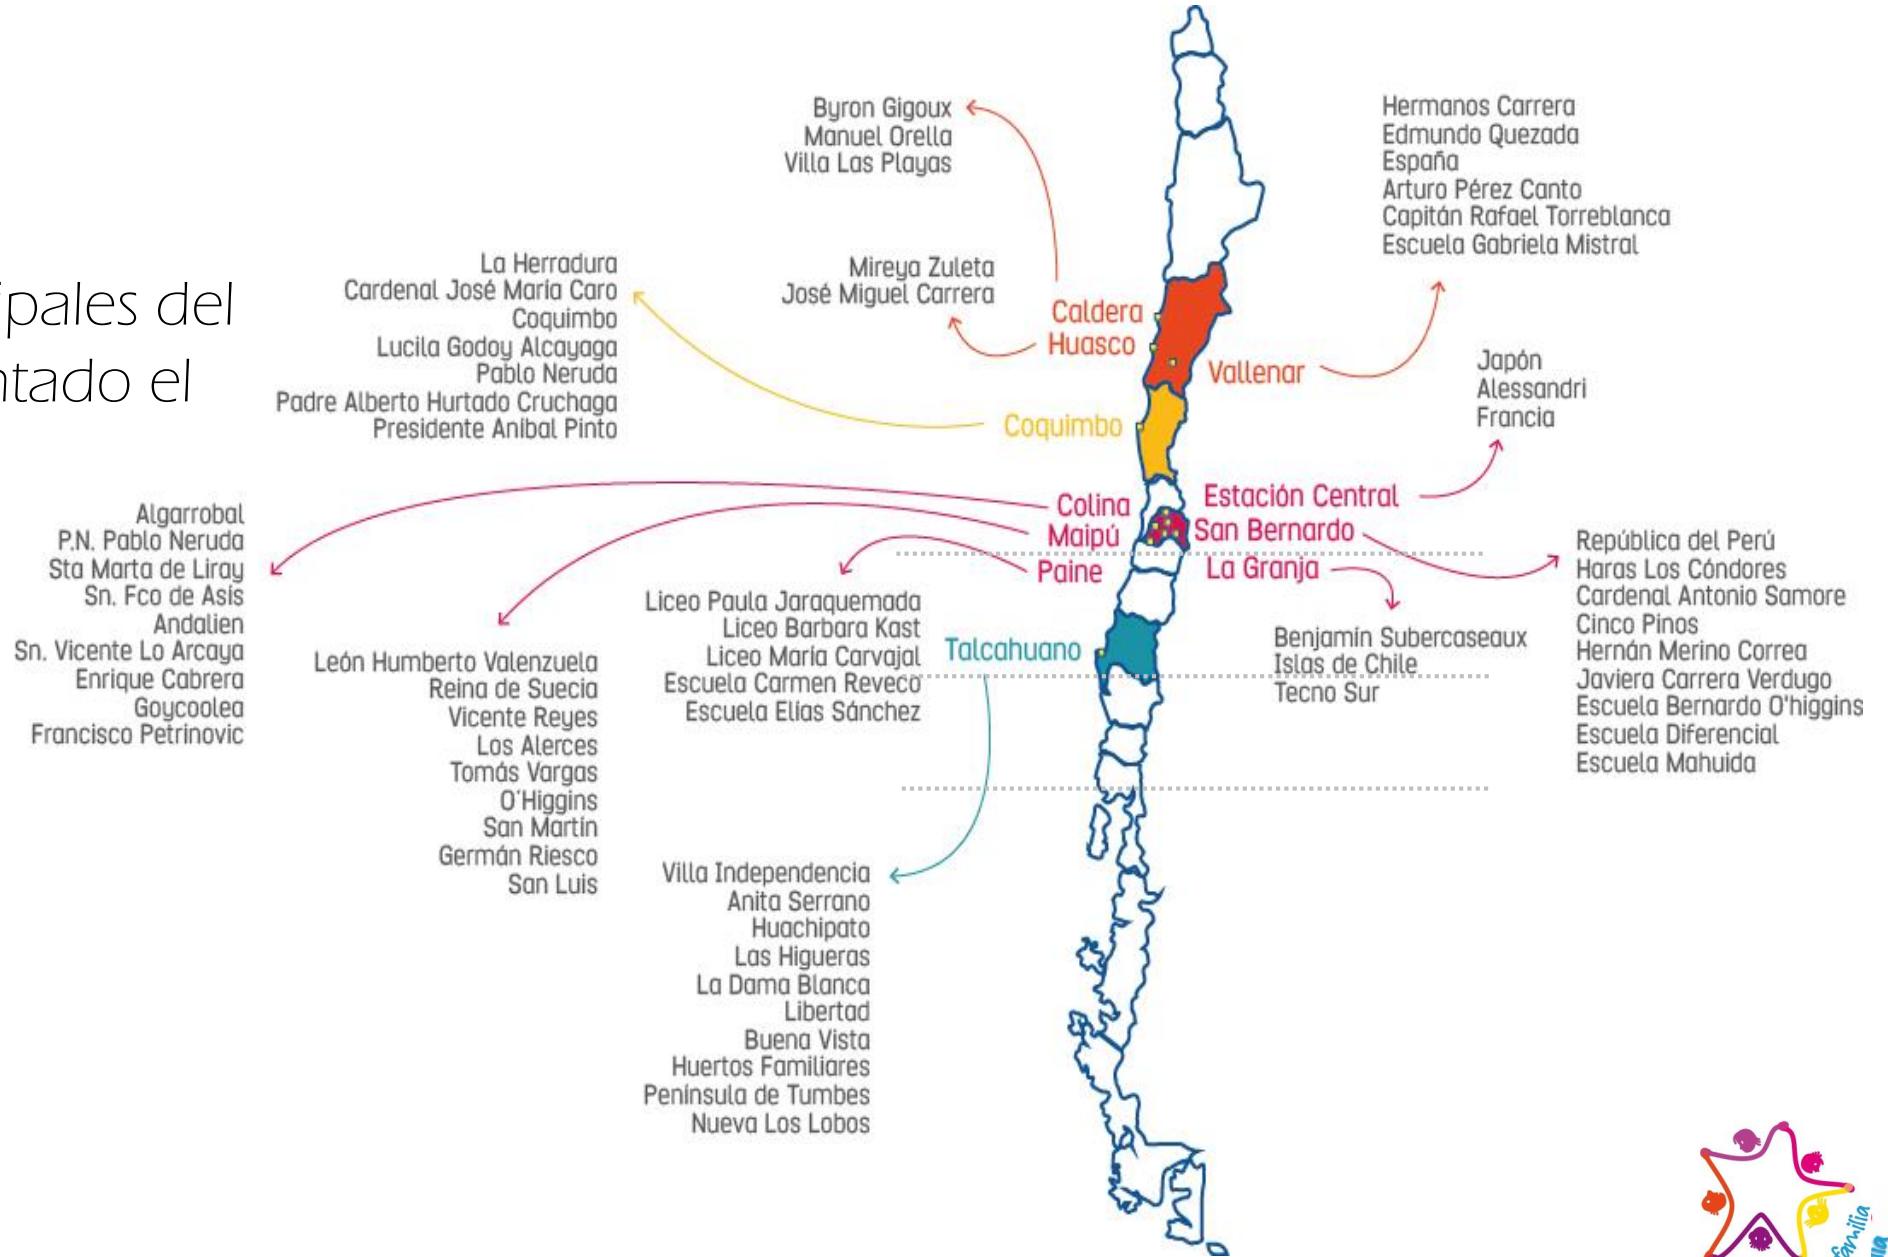 ipales del
ntado el
Byron Gigoux
Manuel Orella
Villa Las Playas
Hermanos Carrera
Edmundo Quezada
España
Arturo Pérez Canto
Capitán Rafael Torreblanca
Escuela Gabriela Mistral
La Herradura
Cardenal José María Caro
Coquimbo
Lucila Godoy Alcayaga
Pablo Neruda
Padre Alberto Hurtado Cruchaga
Presidente Anibal Pinto
Mireya Zuleta
José Miguel Carrera
Caldera
Huasco
Vallenar
Coquimbo
Japón
Alessandri
Francia
Colina
Maipú
Paine
Estación Central
San Bernardo
La Granja
Algarrobal
P.N. Pablo Neruda
Sta Marta de Liray
Sn. Fco de Asís
Andalien
Sn. Vicente Lo Arcaya
Enrique Cabrera
Goycoolea
Francisco Petrinovic
León Humberto Valenzuela
Reina de Suecia
Vicente Reyes
Los Alerces
Tomás Vargas
O'Higgins
San Martín
Germán Riesco
San Luis
Liceo Paula Jaraquemada
Liceo Barbara Kast
Liceo María Carvajal
Escuela Carmen Reveco
Escuela Elías Sánchez
Talcahuano
Benjamín Subercaseaux
Islas de Chile
Tecno Sur
República del Perú
Haras Los Cóndores
Cardenal Antonio Samore
Cinco Pinos
Hernán Merino Correa
Javiera Carrera Verdugo
Escuela Bernardo O'higgins
Escuela Diferencial
Escuela Mahuida
Villa Independencia
Anita Serrano
Huachipato
Las Higueras
La Dama Blanca
Libertad
Buena Vista
Huertos Familiares
Península de Tumbes
Nueva Los Lobos
familia